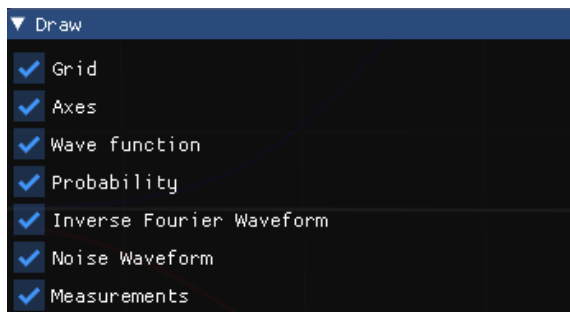 Draw
Grid
Axes
Wave function
Probability
Inverse Fourier Waveform
Noise Waveform
Measurements